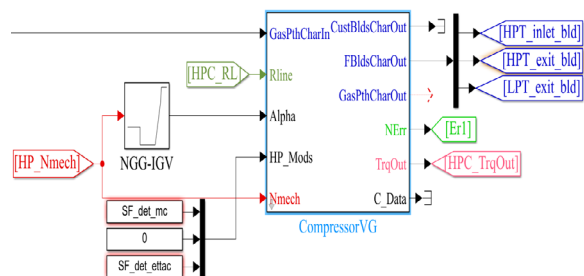 GasPthCharIn
CustBldsCharOut
[HPT_inlet_bld]
FBldsCharOut
[HPT_exit_bld]
[HPC_RL]
Rline
GasPthCharOut
[LPT_exit_bld]
Alpha
NErr
[Er1]
[HP_Nmech]
NGG-IGV
HP_Mods
TrqOut
[HPC_TrqOut]
Nmech
C_Data
SF_det_mc
CompressorVG
0
SF_det_ettac